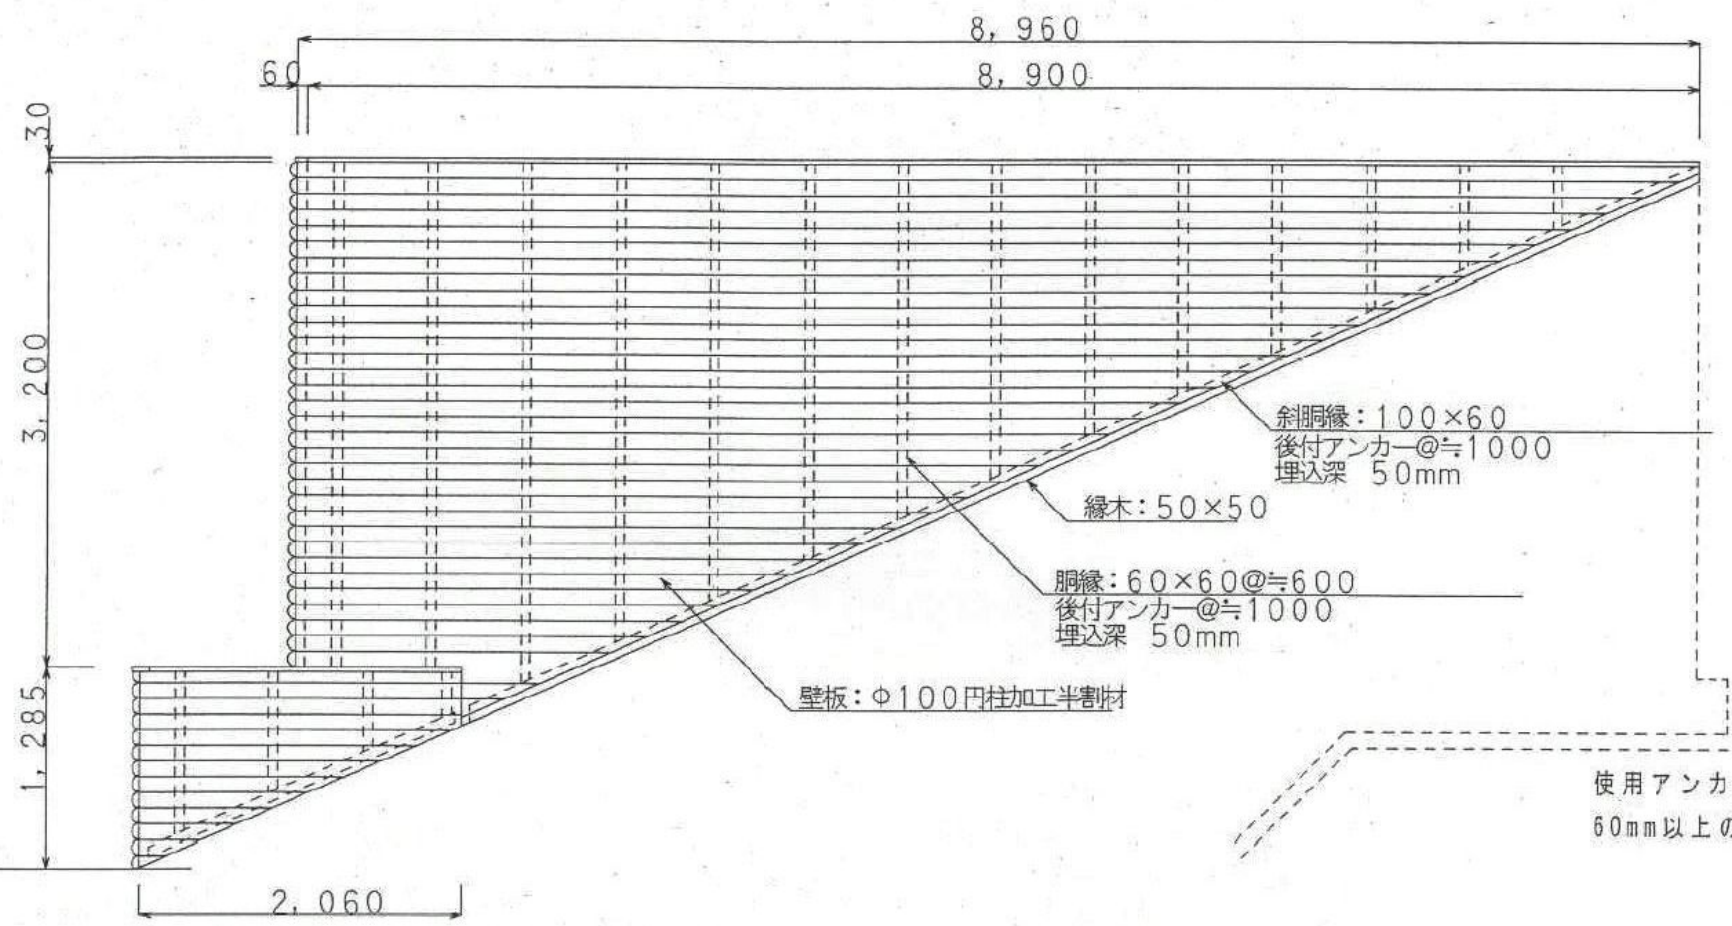 8,960
60
8,900
30
3,200
斜胴縁：100×60
後付アンカー@≒1000
埋込深 50mm
縁木：50×50
胴縁：60×60@≒600
後付アンカー@≒1000
埋込深 50mm
壁板：Φ100円柱加工半割材
1,285
使用アンカ
60mm以上の
2,060